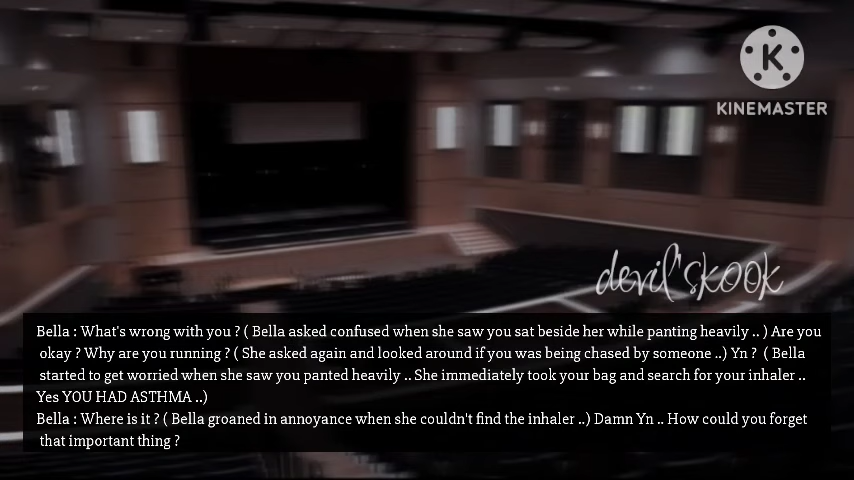 KINEMASTER
devil'skook
Bella : What's wrong with you ? ( Bella asked confused when she saw you sat beside her while panting heavily .. ) Are you
okay ? Why are you running ? ( She asked again and looked around if you was being chased by someone ..) Yn ? ( Bella
started to get worried when she saw you panted heavily .. She immediately took your bag and search for your inhaler ..
Yes YOU HAD ASTHMA ..)
Bella : Where is it ? ( Bella groaned in annoyance when she couldn't find the inhaler ..) Damn Yn .. How could you forget
that important thing ?